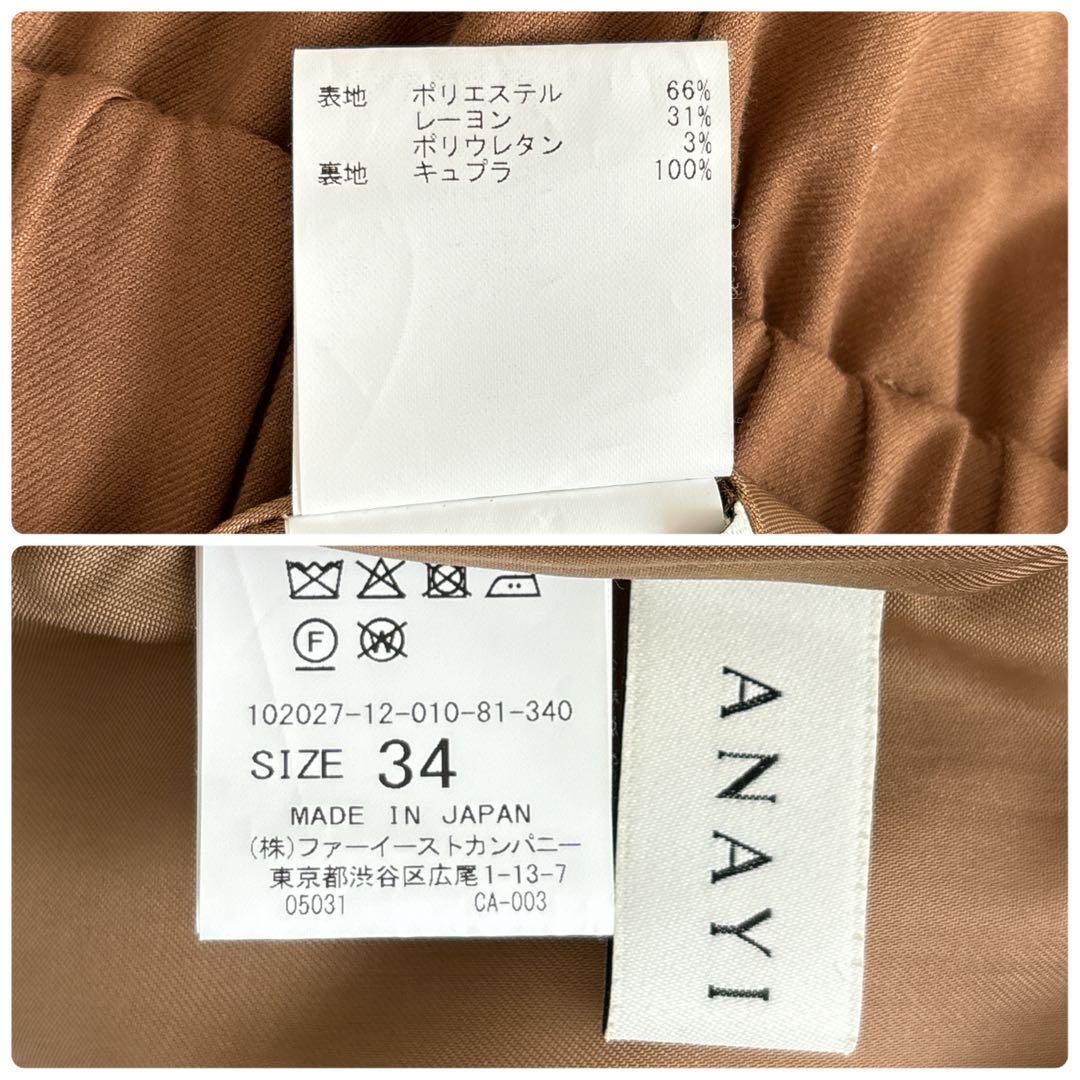 表地 ポリエステル 66%
レーヨン 31%
ポリウレタン 3%
裏地 キュプラ 100%
F
W
102027-12-010-81-340
SIZE 34
MADE IN JAPAN
(株)ファーイーストカンパニー
東京都渋谷区広尾1-13-7
05031 CA-003
ANAYI